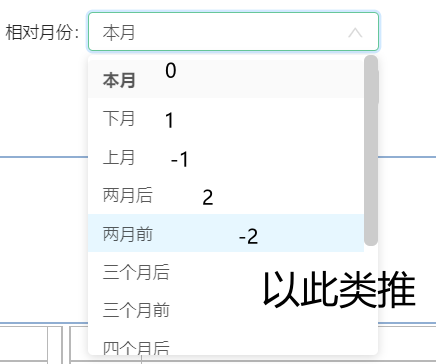 相对月份: 本月
本月 0
下月 1
上月 -1
两月后 2
两月前 -2
三个月后
以此类推
三个月前
四个月后